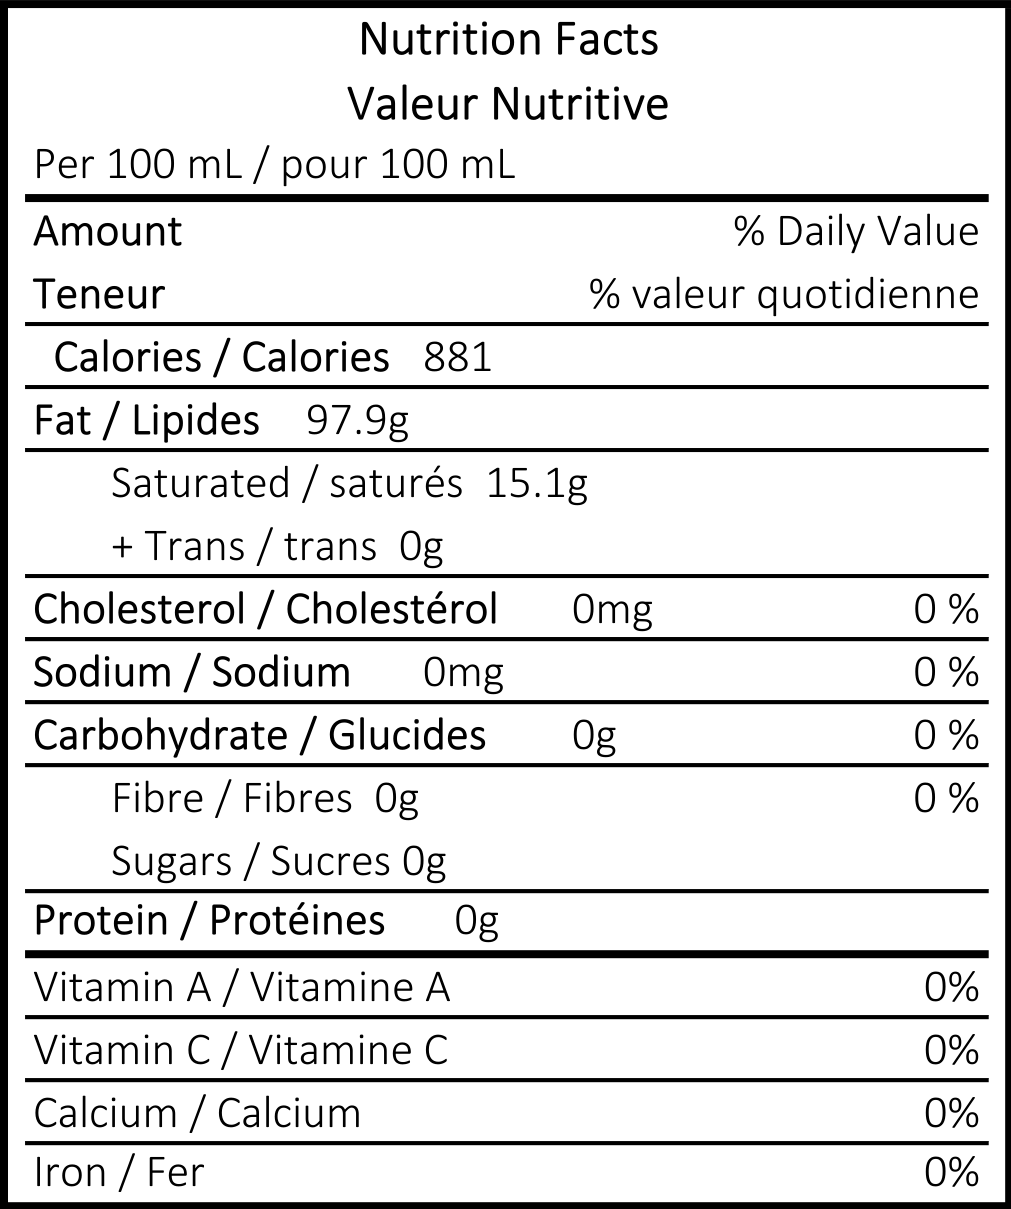 Nutrition Facts
Valeur Nutritive
Per 100 mL / pour 100 mL
Amount % Daily Value
Teneur % valeur quotidienne
Calories / Calories 881
Fat / Lipides 97.9g
Saturated / saturés 15.1g
+ Trans / trans 0g
Cholesterol / Cholestérol 0mg 0 %
Sodium / Sodium 0mg 0 %
Carbohydrate / Glucides 0g 0 %
Fibre / Fibres 0g 0 %
Sugars / Sucres 0g
Protein / Protéines 0g
Vitamin A / Vitamine A 0%
Vitamin C / Vitamine C 0%
Calcium / Calcium 0%
Iron / Fer 0%